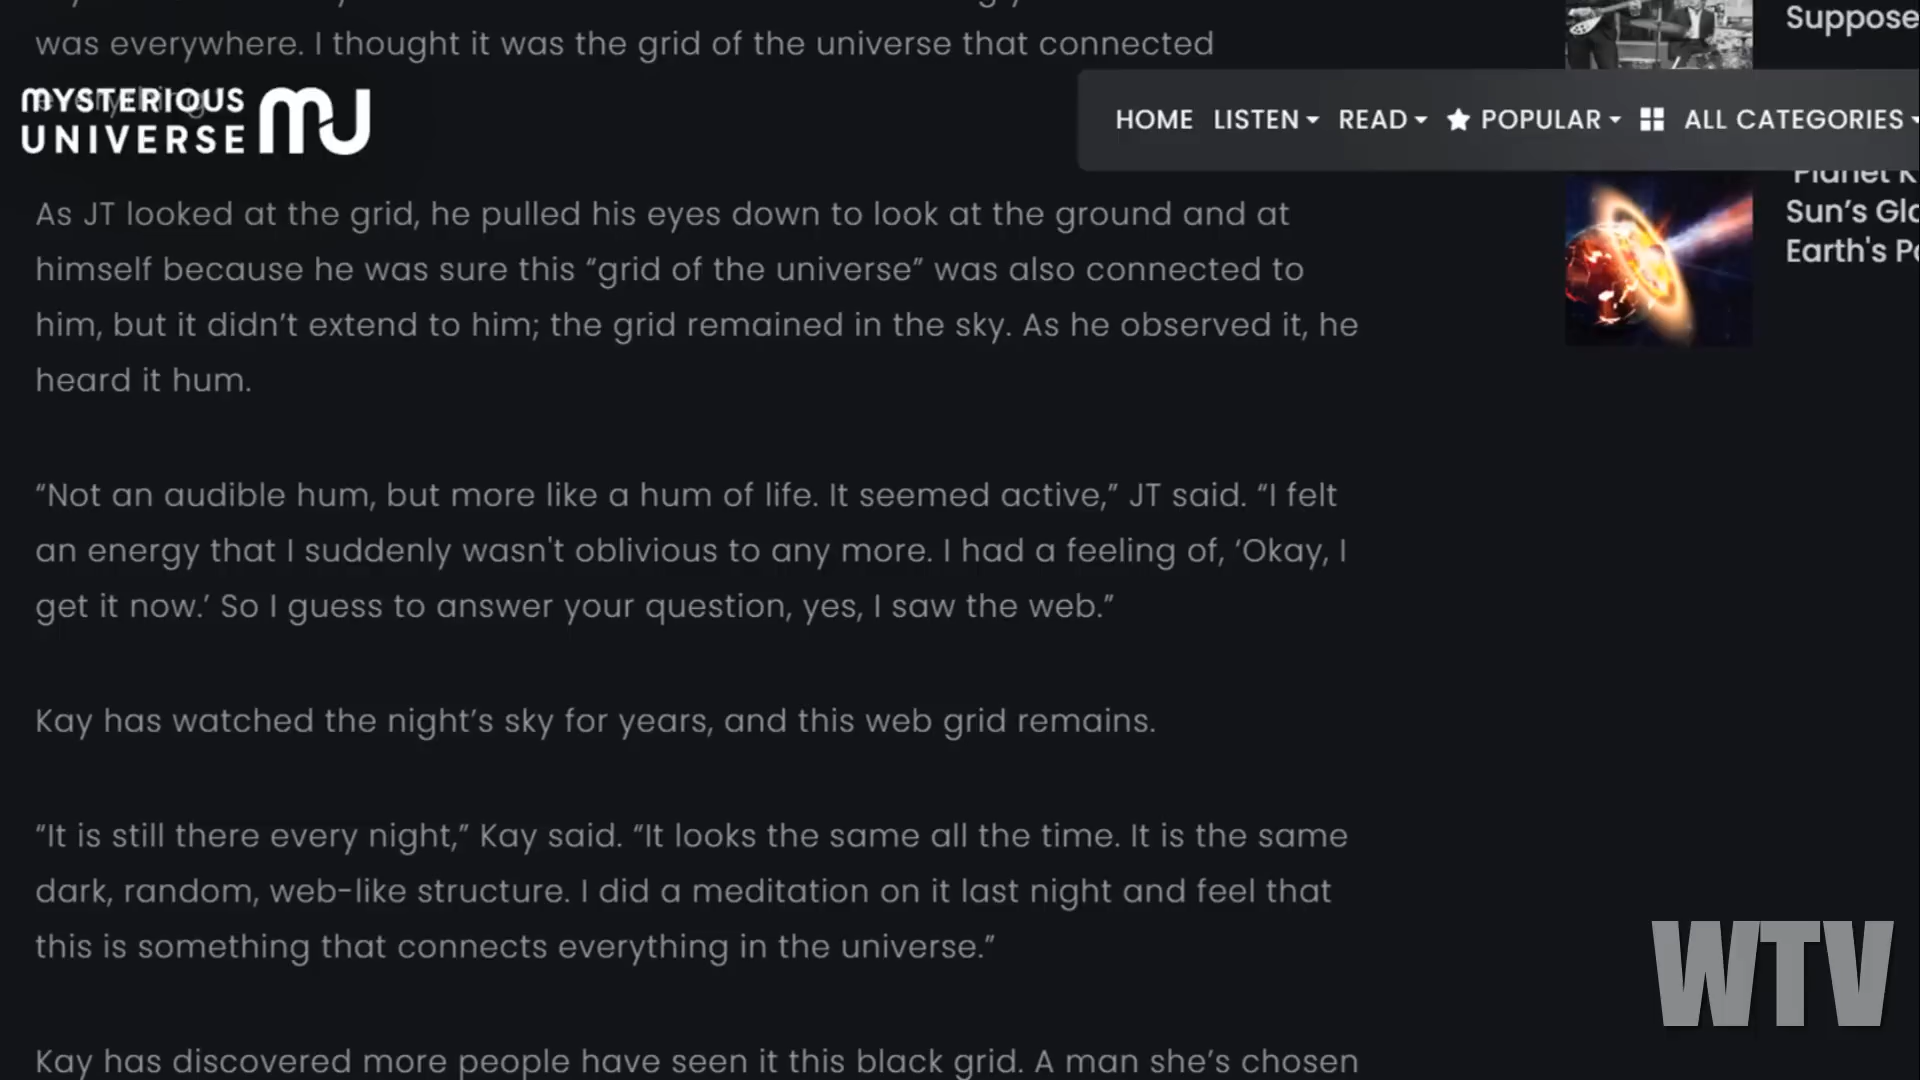 was everywhere. I thought it was the grid of the universe that connected
MYSTERIOUS
UNIVERSE MU
HOME LISTEN READ POPULAR ALL CATEGORIES
As JT looked at the grid, he pulled his eyes down to look at the ground and at
himself because he was sure this “grid of the universe” was also connected to
him, but it didn’t extend to him; the grid remained in the sky. As he observed it, he
heard it hum.
“Not an audible hum, but more like a hum of life. It seemed active,” JT said. “I felt
an energy that I suddenly wasn't oblivious to any more. I had a feeling of, ‘Okay, I
get it now.’ So I guess to answer your question, yes, I saw the web.”
Kay has watched the night’s sky for years, and this web grid remains.
“It is still there every night,” Kay said. “It looks the same all the time. It is the same
dark, random, web-like structure. I did a meditation on it last night and feel that
this is something that connects everything in the universe.”
Kay has discovered more people have seen it this black grid. A man she’s chosen
Suppose
Planet K
Sun’s Glo
Earth's Po
WTV